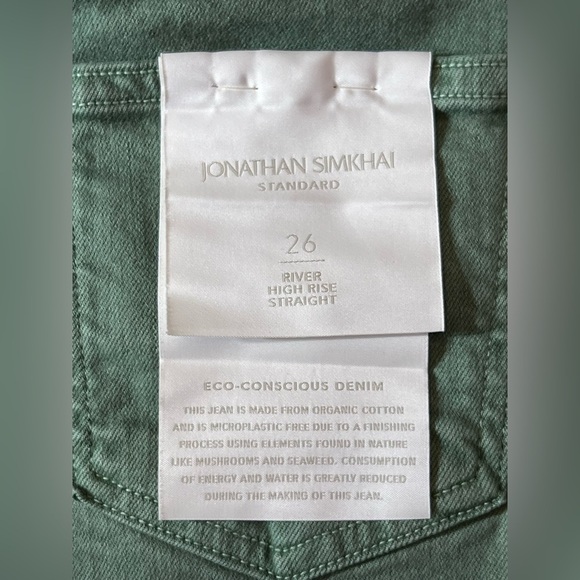 JONATHAN SIMKHAI
STANDARD
26
RIVER
HIGH RISE
STRAIGHT
ECO-CONSCIOUS DENIM
THIS JEAN IS MADE FROM ORGANIC COTTON
AND IS MICROPLASTIC FREE DUE TO A FINISHING
PROCESS USING ELEMENTS FOUND IN NATURE
LIKE MUSHROOMS AND SEAWEED. CONSUMPTION
OF ENERGY AND WATER IS GREATLY REDUCED
DURING THE MAKING OF THIS JEAN.